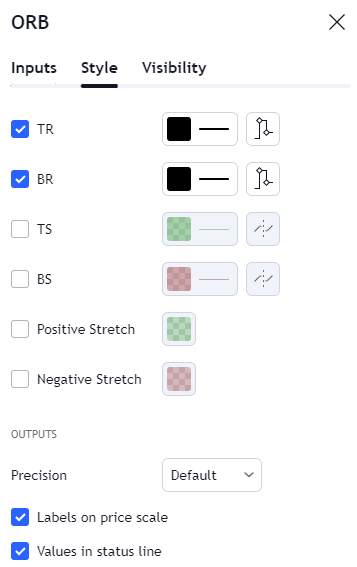 ORB
Inputs Style Visibility
TR
BR
TS
BS
Positive Stretch
Negative Stretch
OUTPUTS
Precision Default
Labels on price scale
Values in status line